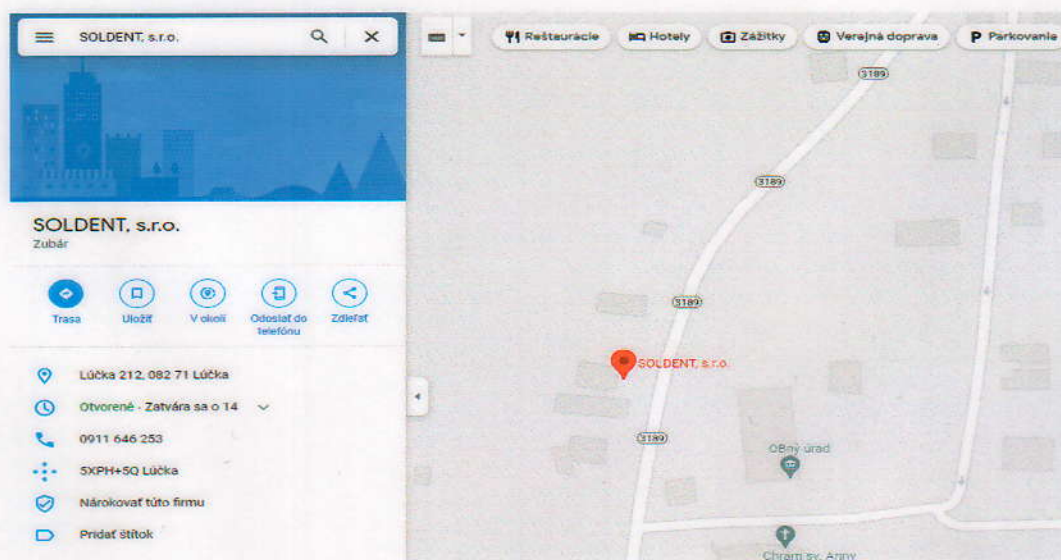 SOLDENT, s.r.o.
Reštaurácie
Hotely
Zážitky
Verejná doprava
P Parkovanie
SOLDENT, s.r.o.
Zubár
Trasa
Uložiť
V okolí
Odoslať do
telefónu
Zdieľať
Lúčka 212, 082 71 Lúčka
Otvorené - Zatvára sa o 14
0911 646 253
5XPH+5Q Lúčka
Nárokovať túto firmu
Pridať štítok
3189
3189
3189
SOLDENT, s.r.o.
3189
OBný úrad
Chrám sv. Anny